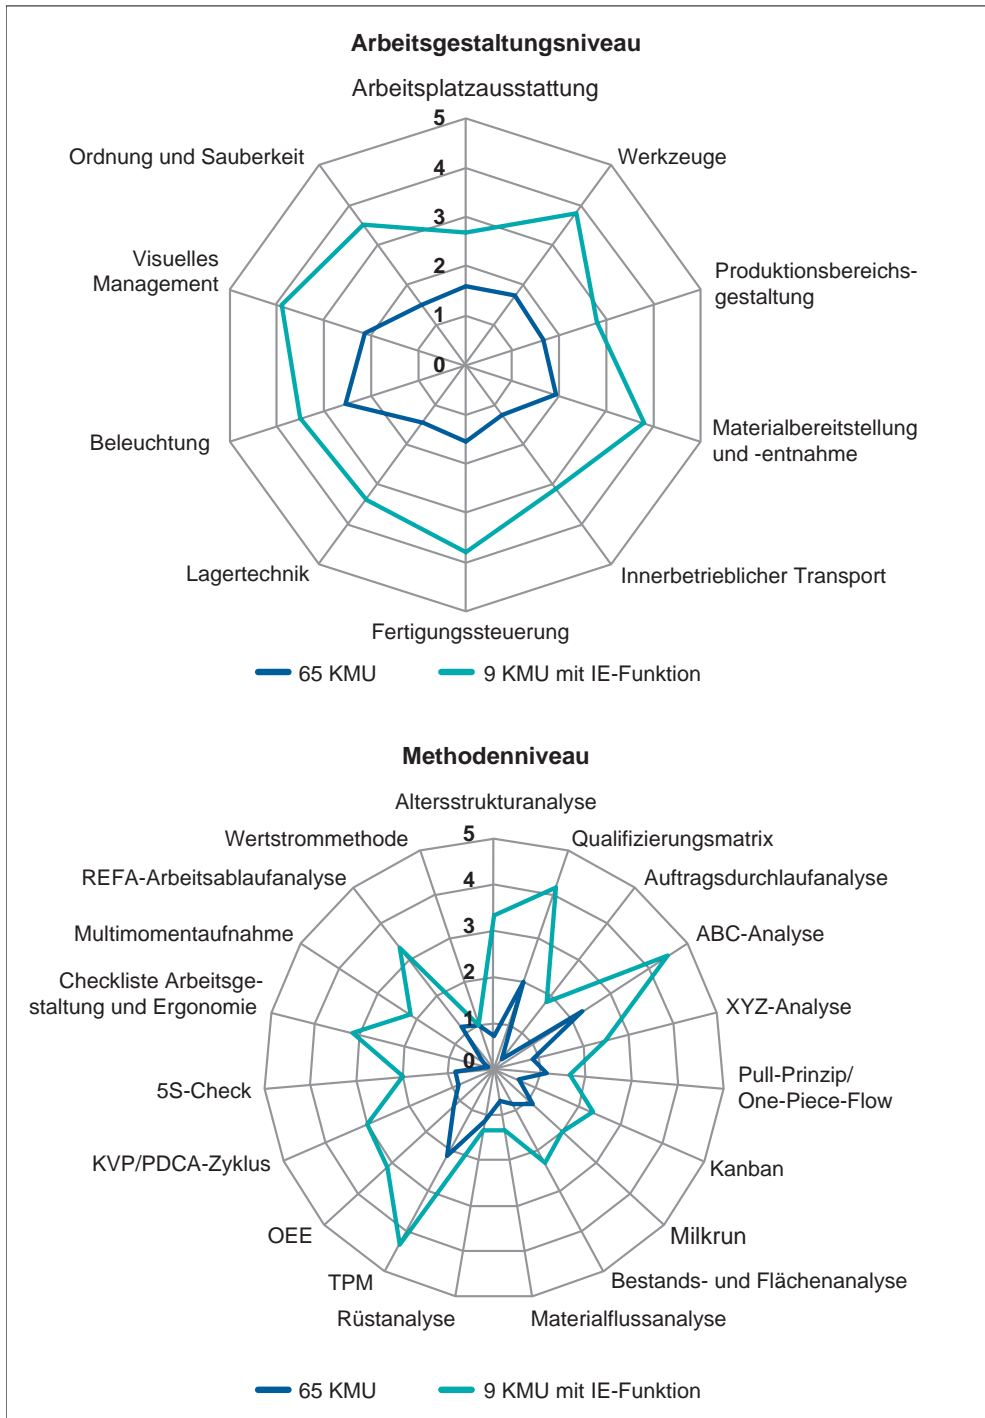 Arbeitsgestaltungsniveau
Arbeitsplatzausstattung
5
Ordnung und Sauberkeit
Werkzeuge
4
3
Visuelles
Management
Produktionsbereichs-
gestaltung
2
1
0
Beleuchtung
Materialbereitstellung
und -entnahme
Lagertechnik
Innerbetrieblicher Transport
Fertigungssteuerung
65 KMU
9 KMU mit IE-Funktion
Methodenniveau
Altersstrukturanalyse
5
Wertstrommethode
Qualifizierungsmatrix
REFA-Arbeitsablaufanalyse
Auftragsdurchlaufanalyse
4
Multimomentaufnahme
ABC-Analyse
3
Checkliste Arbeitsge-
staltung und Ergonomie
2
XYZ-Analyse
1
0
5S-Check
Pull-Prinzip/
One-Piece-Flow
KVP/PDCA-Zyklus
Kanban
OEE
Milkrun
TPM
Bestands- und Flächenanalyse
Rüstanalyse
Materialflussanalyse
65 KMU
9 KMU mit IE-Funktion